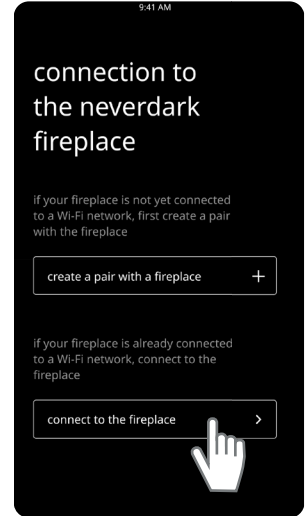 9:41 AM
connection to
the neverdark
fireplace
if your fireplace is not yet connected
to a Wi-Fi network, first create a pair
with the fireplace
create a pair with a fireplace
if your fireplace is already connected
to a Wi-Fi network, connect to the
fireplace
connect to the fireplace